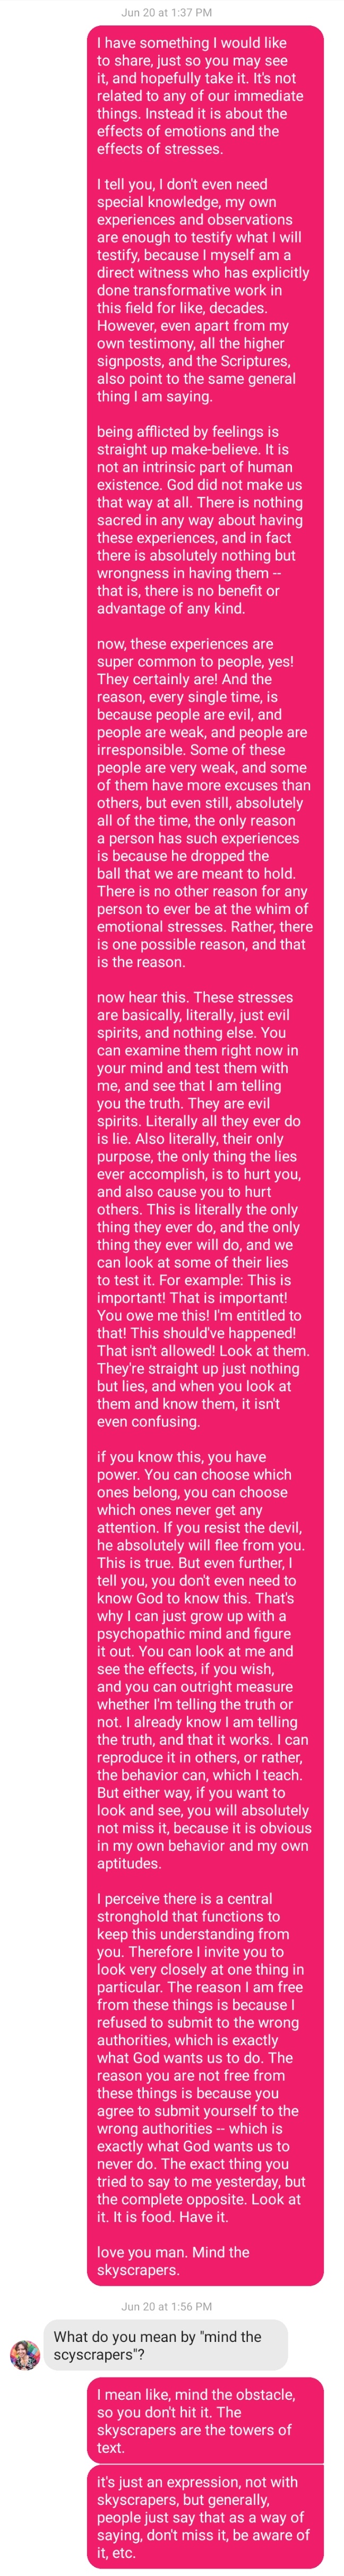 Jun 20 at 1:37 PM
I have something I would like
to share, just so you may see
it, and hopefully take it. It's not
related to any of our immediate
things. Instead it is about the
effects of emotions and the
effects of stresses.
I tell you, I don't even need
special knowledge, my own
experiences and observations
are enough to testify what I will
testify, because I myself am a
direct witness who has explicitly
done transformative work in
this field for like, decades.
However, even apart from my
own testimony, all the higher
signposts, and the Scriptures,
also point to the same general
thing I am saying.
being afflicted by feelings is
straight up make-believe. It is
not an intrinsic part of human
existence. God did not make us
that way at all. There is nothing
sacred in any way about having
these experiences, and in fact
there is absolutely nothing but
wrongness in having them --
that is, there is no benefit or
advantage of any kind.
now, these experiences are
super common to people, yes!
They certainly are! And the
reason, every single time, is
because people are evil, and
people are weak, and people are
irresponsible. Some of these
people are very weak, and some
of them have more excuses than
others, but even still, absolutely
all of the time, the only reason
a person has such experiences
is because he dropped the
ball that we are meant to hold.
There is no other reason for any
person to ever be at the whim of
emotional stresses. Rather, there
is one possible reason, and that
is the reason.
now hear this. These stresses
are basically, literally, just evil
spirits, and nothing else. You
can examine them right now in
your mind and test them with
me, and see that I am telling
you the truth. They are evil
spirits. Literally all they ever do
is lie. Also literally, their only
purpose, the only thing the lies
ever accomplish, is to hurt you,
and also cause you to hurt
others. This is literally the only
thing they ever do, and the only
thing they ever will do, and we
can look at some of their lies
to test it. For example: This is
important! That is important!
You owe me this! I'm entitled to
that! This should've happened!
That isn't allowed! Look at them.
They're straight up just nothing
but lies, and when you look at
them and know them, it isn't
even confusing.
if you know this, you have
power. You can choose which
ones belong, you can choose
which ones never get any
attention. If you resist the devil,
he absolutely will flee from you.
This is true. But even further, I
tell you, you don't even need to
know God to know this. That's
why I can just grow up with a
psychopathic mind and figure
it out. You can look at me and
see the effects, if you wish,
and you can outright measure
whether I'm telling the truth or
not. I already know I am telling
the truth, and that it works. I can
reproduce it in others, or rather,
the behavior can, which I teach.
But either way, if you want to
look and see, you will absolutely
not miss it, because it is obvious
in my own behavior and my own
aptitudes.
I perceive there is a central
stronghold that functions to
keep this understanding from
you. Therefore I invite you to
look very closely at one thing in
particular. The reason I am free
from these things is because I
refused to submit to the wrong
authorities, which is exactly
what God wants us to do. The
reason you are not free from
these things is because you
agree to submit yourself to the
wrong authorities -- which is
exactly what God wants us to
never do. The exact thing you
tried to say to me yesterday, but
the complete opposite. Look at
it. It is food. Have it.
love you man. Mind the
skyscrapers.
Jun 20 at 1:56 PM
What do you mean by "mind the
scyscrapers"?
I mean like, mind the obstacle,
so you don't hit it. The
skyscrapers are the towers of
text.
it's just an expression, not with
skyscrapers, but generally,
people just say that as a way of
saying, don't miss it, be aware of
it, etc.